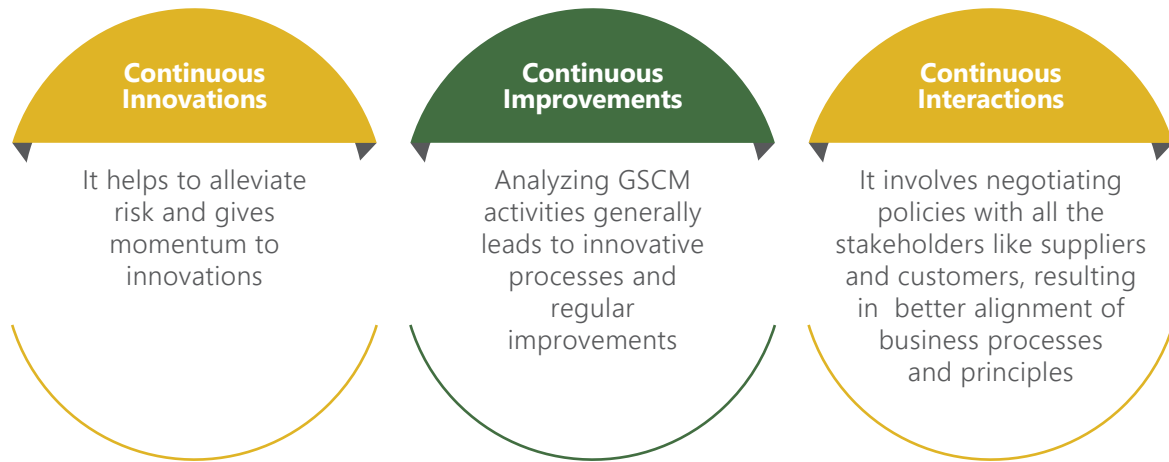 Continuous
Innovations
It helps to alleviate
risk and gives
momentum to
innovations
Continuous
Improvements
Analyzing GSCM
activities generally
leads to innovative
processes and
regular
improvements
Continuous
Interactions
It involves negotiating
policies with all the
stakeholders like suppliers
and customers, resulting
in  better alignment of
business processes
and principles